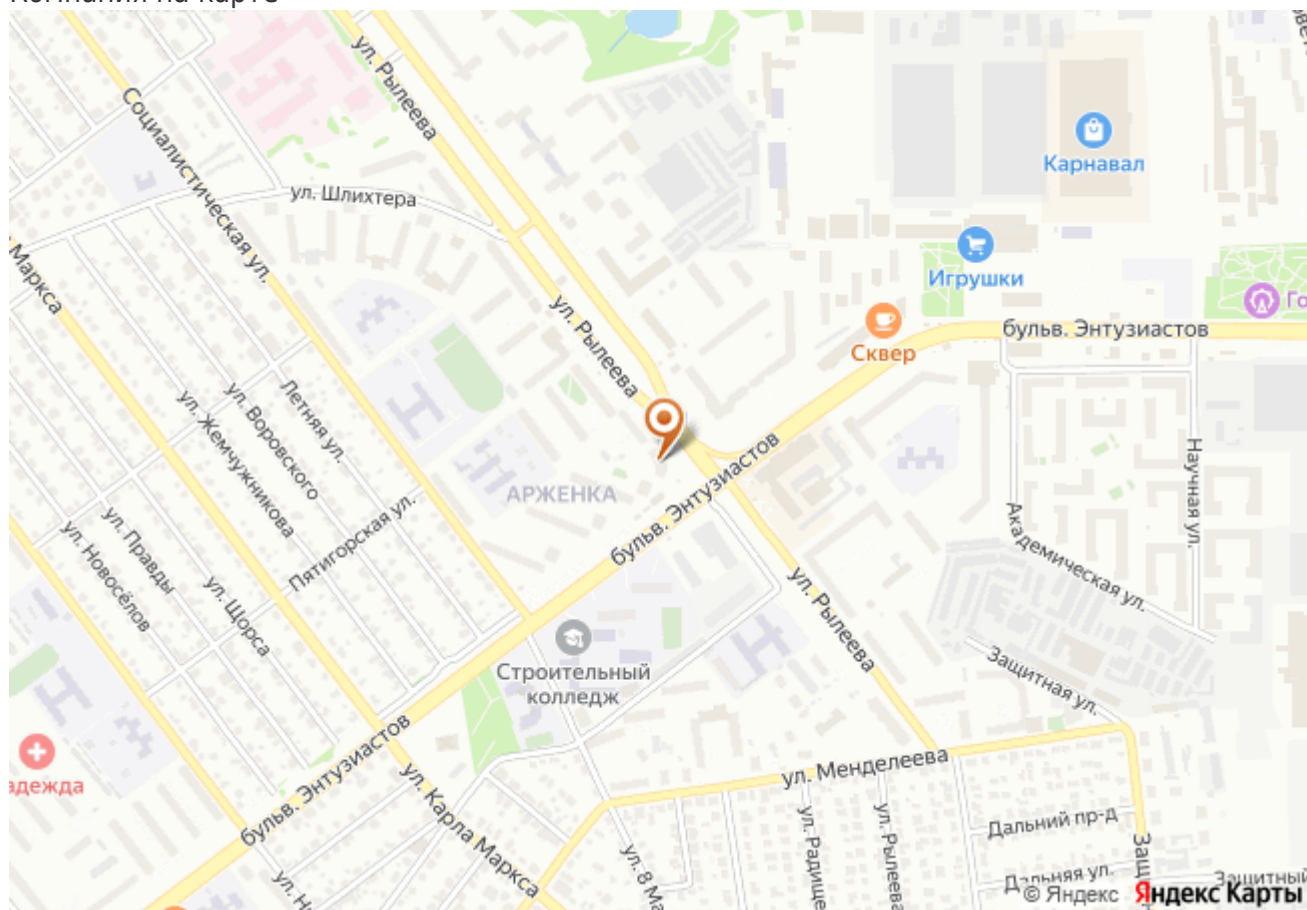 Компания на карте
ул. Рылеева
Социалистическая ул.
ул. Шлихтера
Карнавал
Игрушки
Сквер
бульв. Энтузиастов
Маркса
ул. Рылеева
Летняя ул.
ул. Воровского
ул. Жемчужникова
АРЖЕНКА
бульв. Энтузиастов
Научная ул.
Академическая ул.
ул. Правды
ул. Новосёлов
Пятигорская ул.
ул. Щорса
ул. Рылеева
Строительный
колледж
Защитная ул.
адежда
бульв. Энтузиастов
ул. Карла Маркса
ул. Менделеева
ул. Радище
ул. Рылеева
Дальний пр-д
Дальняя ул.
ул. 8 Ма
Защ
Защитный
© Яндекс Яндекс Карты